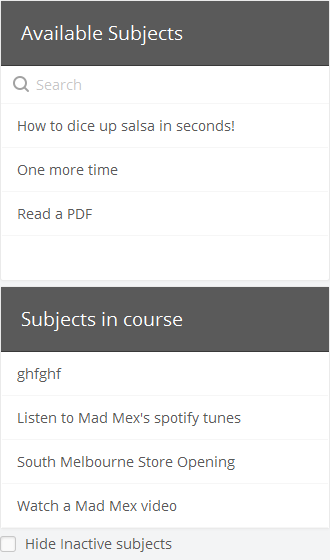 Available Subjects
Search
How to dice up salsa in seconds!
One more time
Read a PDF
Subjects in course
ghfghf
Listen to Mad Mex's spotify tunes
South Melbourne Store Opening
Watch a Mad Mex video
Hide Inactive subjects